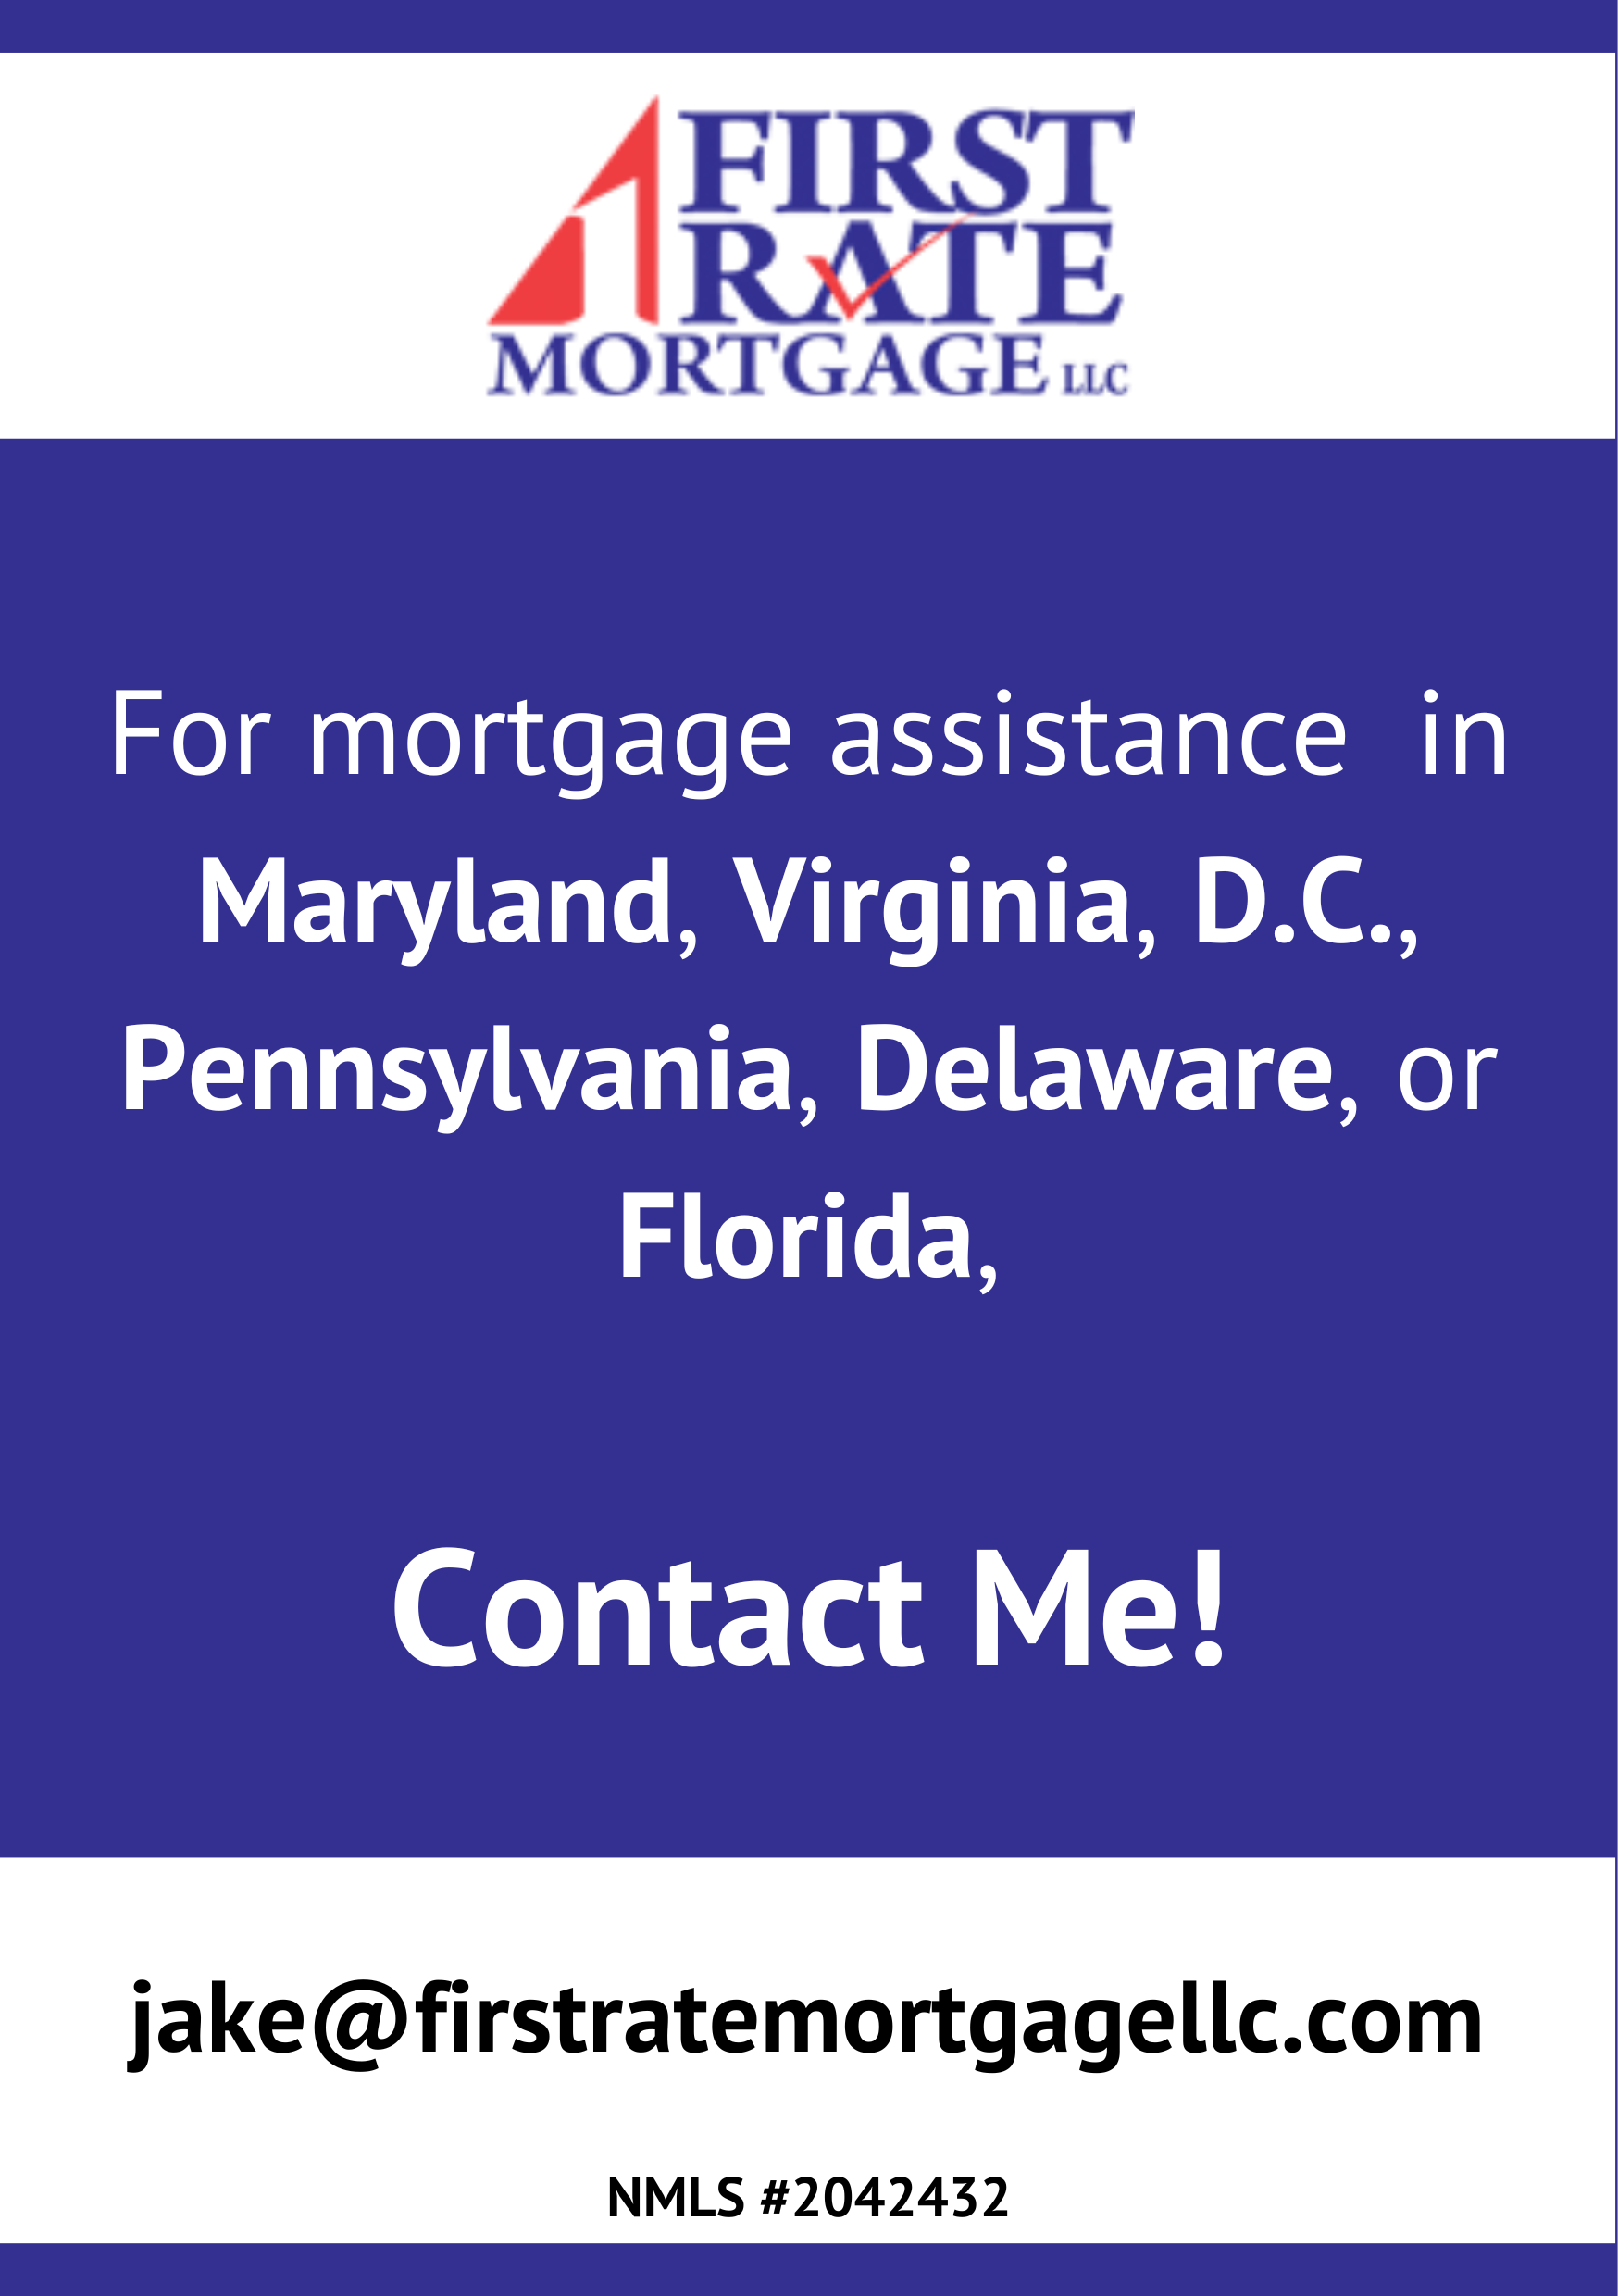 FIRST
RATE
MORTGAGE LLC
For mortgage assistance in
Maryland, Virginia, D.C.,
Pennsylvania, Delaware, or
Florida,
Contact Me!
jake@firstratemortgagellc.com
NMLS #2042432